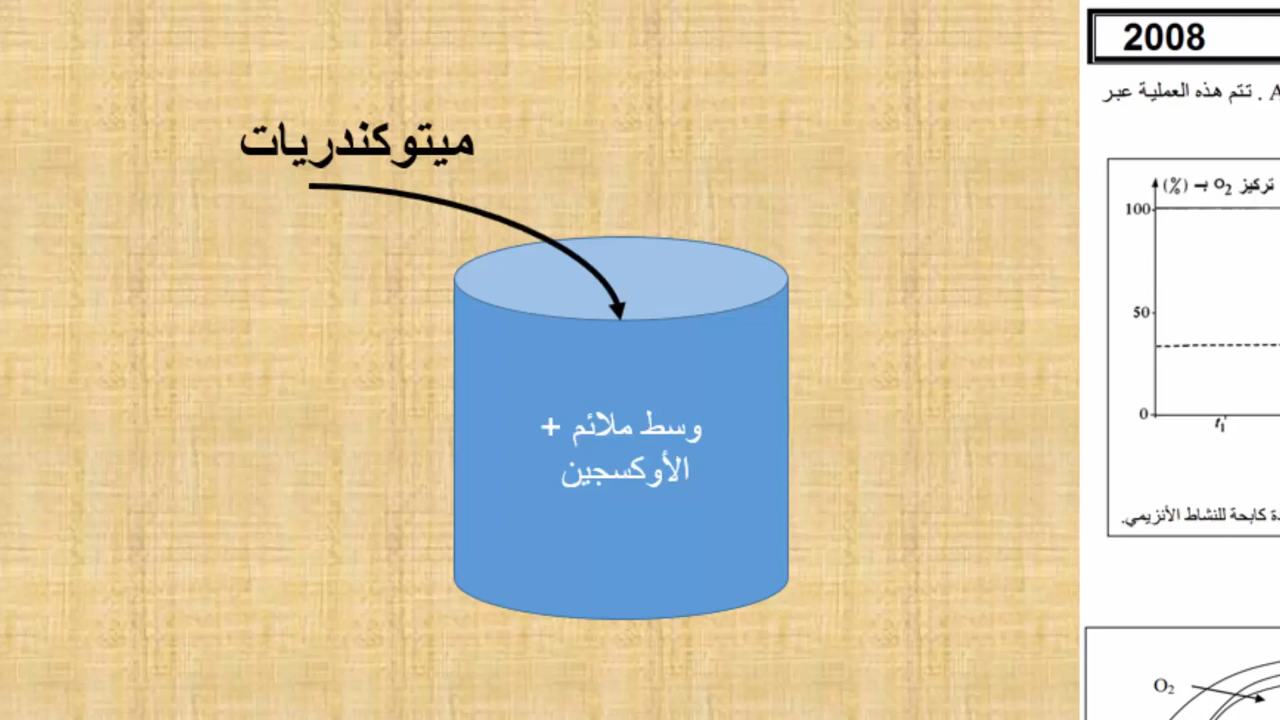 ميتوكندريات
وسط ملائم +
الأوكسجين
2008
A . تتم هذه العملية عبر
تركيز O₂ بـ (%)
100
50
0
t₁
كابحة للنشاط الأنزيمي.
O₂